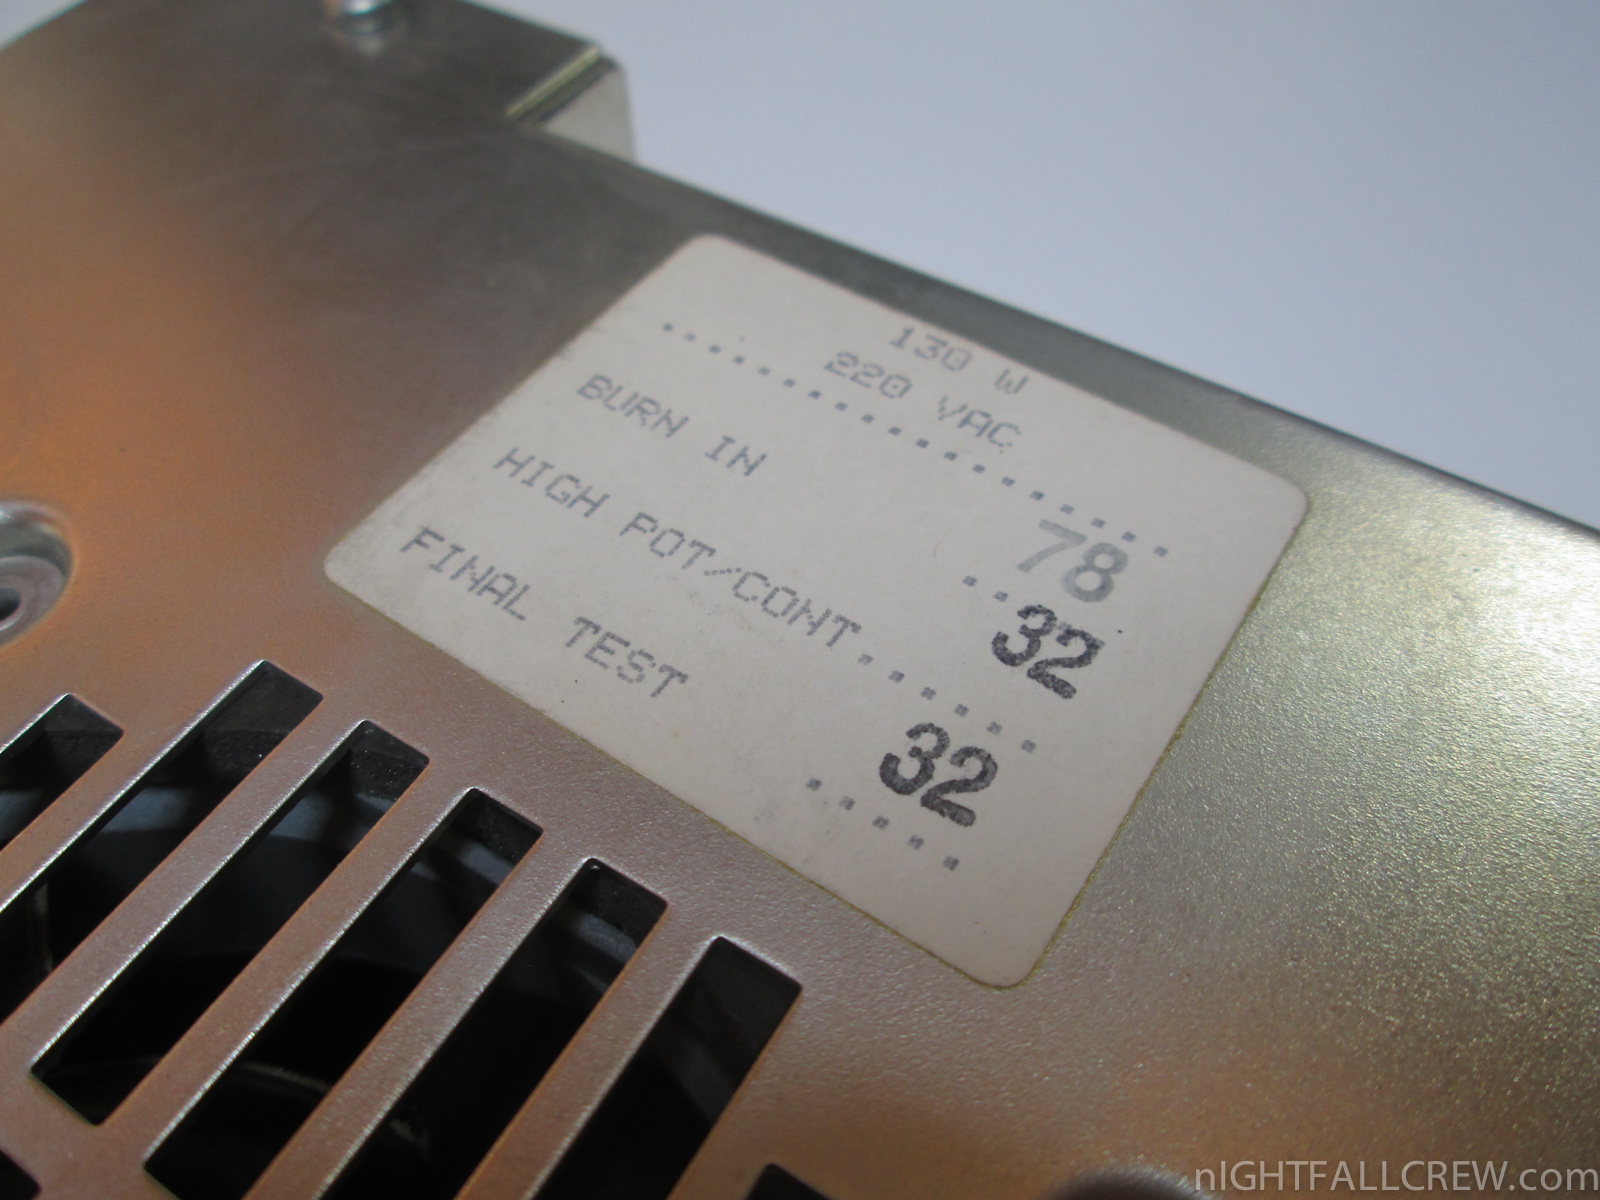 130 W
220 VAC
......................
BURN IN 78
..
HIGH POT/CONT...... 32
FINAL TEST 32
.....
nIGHTFALLCREW.com